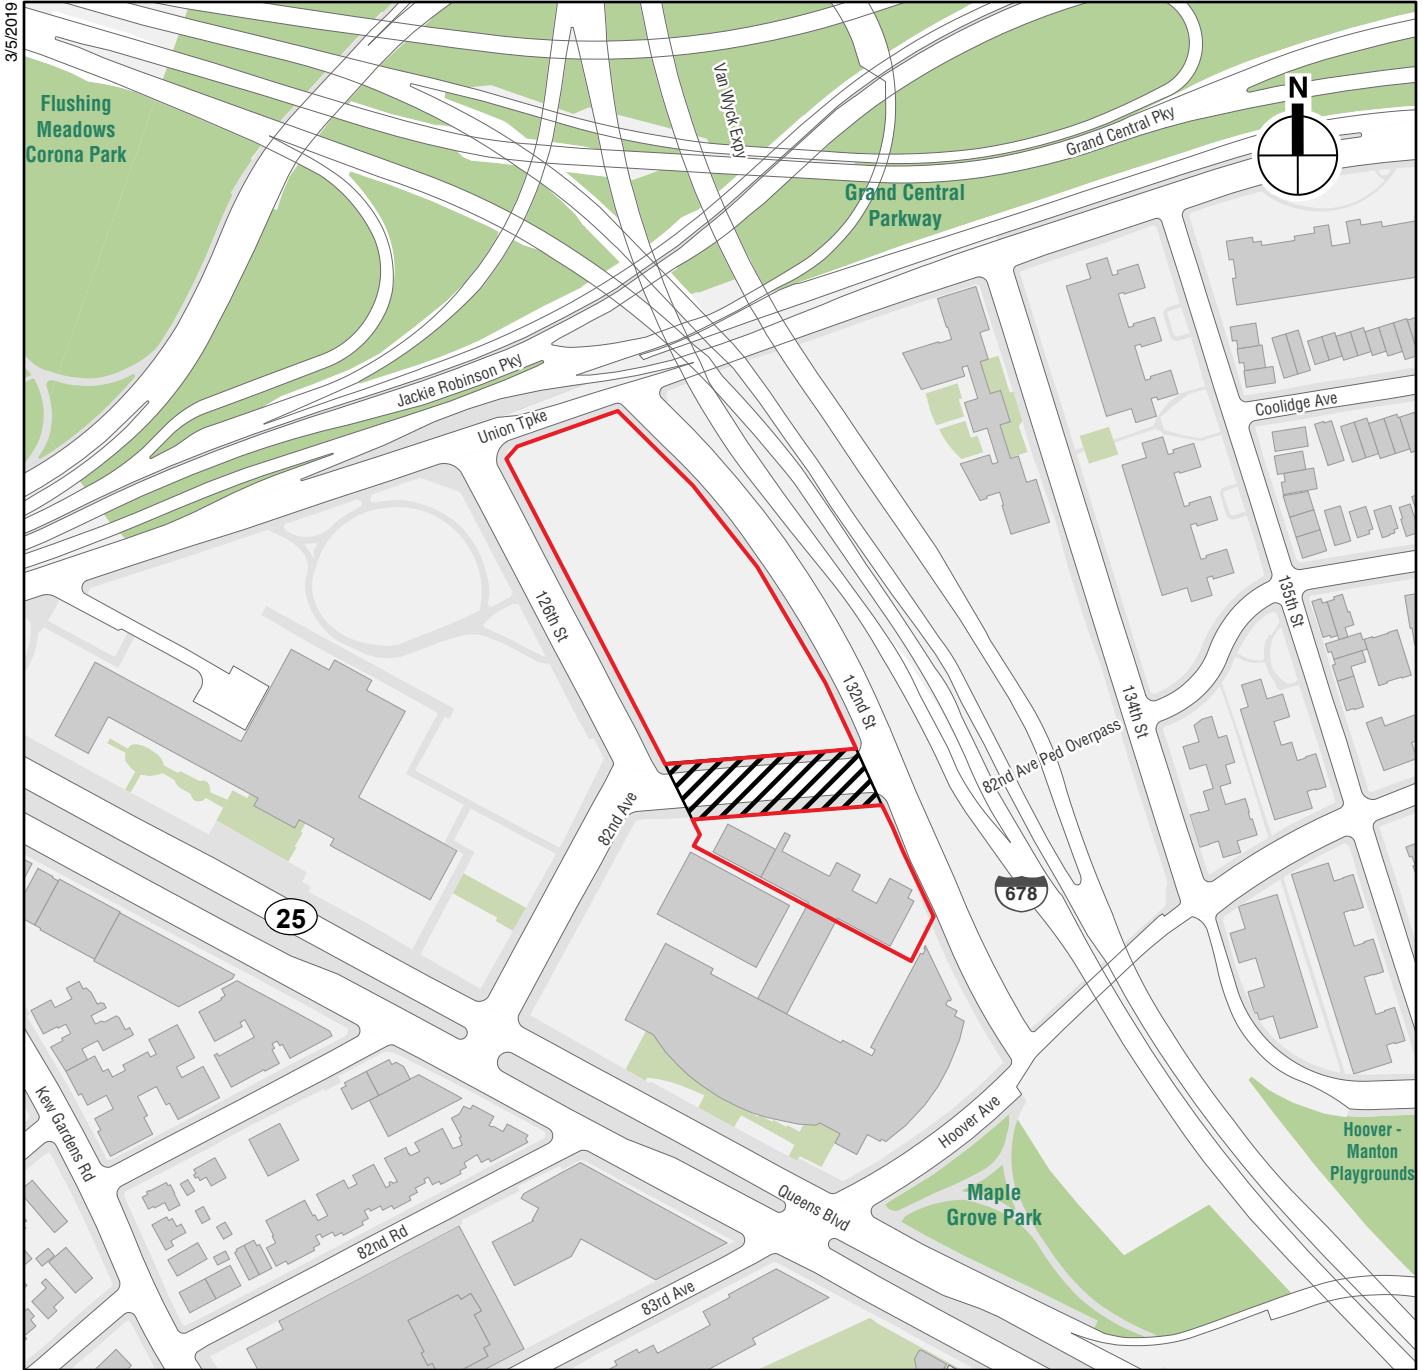 3/5/2019
Flushing
Meadows
Corona Park
Van Wyck Expy
N
Grand Central Pky
Grand Central
Parkway
Jackie Robinson Pky
Union Tpke
Coolidge Ave
126th St
135th St
132nd St
134th St
82nd Ave Ped Overpass
82nd Ave
678
25
Kew Gardens Rd
Hoover Ave
Hoover -
Manton
Playgrounds
Maple
Grove Park
Queens Blvd
82nd Rd
83rd Ave